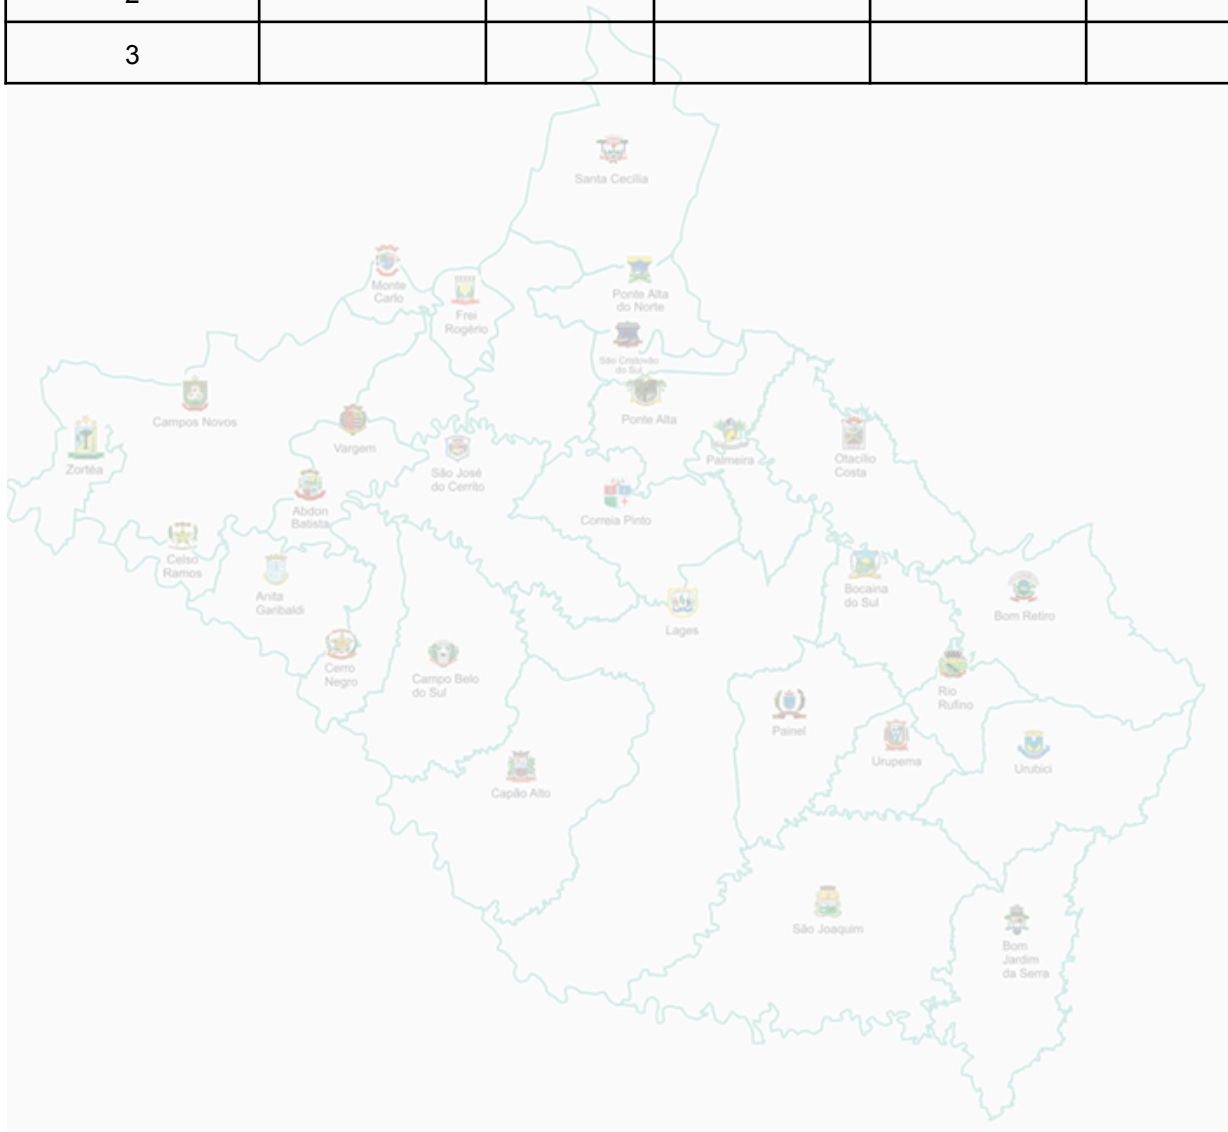 2
3
Santa Cecilia
Monte
Carlo
Frei
Rogério
Ponte Alta
do Norte
São Cristovão
do Sul
Campos Novos
Ponte Alta
Vargem
Zortéa
São José
do Cerrito
Palmeira
Otacílio
Costa
Abdon
Batista
Correia Pinto
Celso
Ramos
Anita
Garibaldi
Bocaina
do Sul
Bom Retiro
Lages
Cerro
Negro
Campo Belo
do Sul
Rio
Rufino
Painel
Urupema
Urubici
Capão Alto
São Joaquim
Bom
Jardim
da Serra